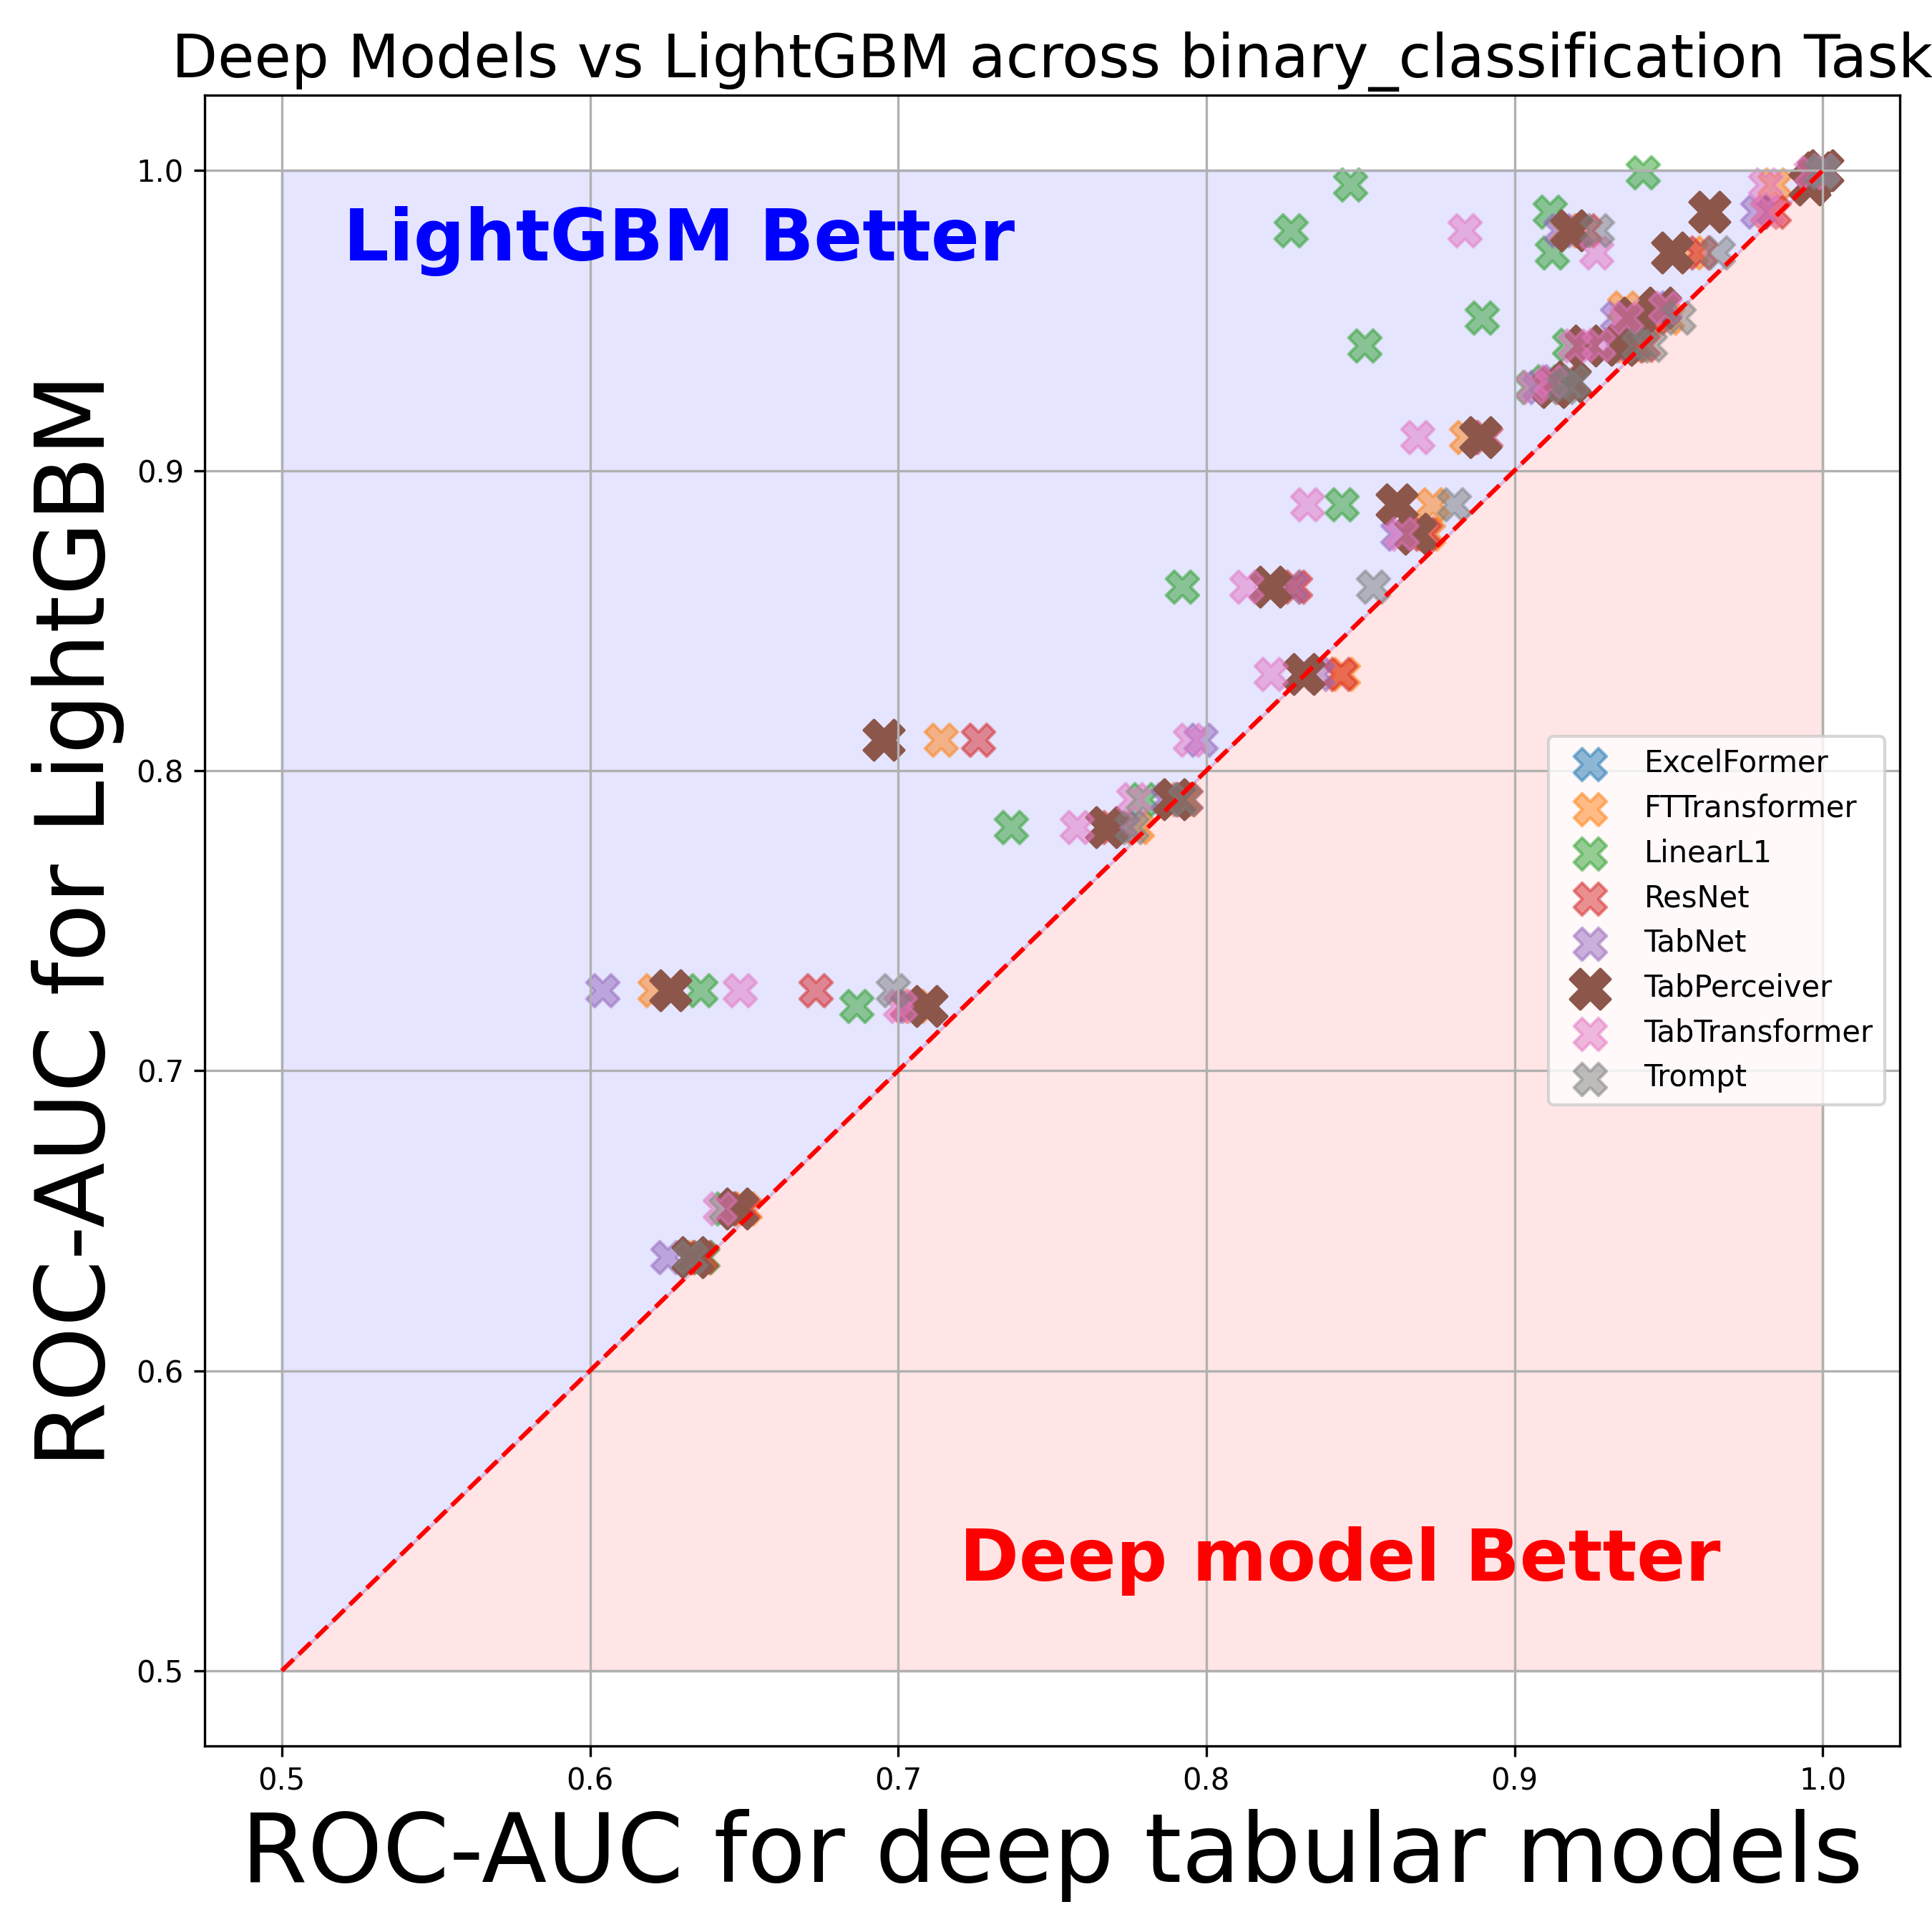 Deep Models vs LightGBM across binary_classification Task
ROC-AUC for LightGBM
1.0
0.9
0.8
0.7
0.6
0.5
LightGBM Better
ExcelFormer
FTTransformer
LinearL1
ResNet
TabNet
TabPerceiver
TabTransformer
Trompt
Deep model Better
0.5
0.6
0.7
0.8
0.9
1.0
ROC-AUC for deep tabular models